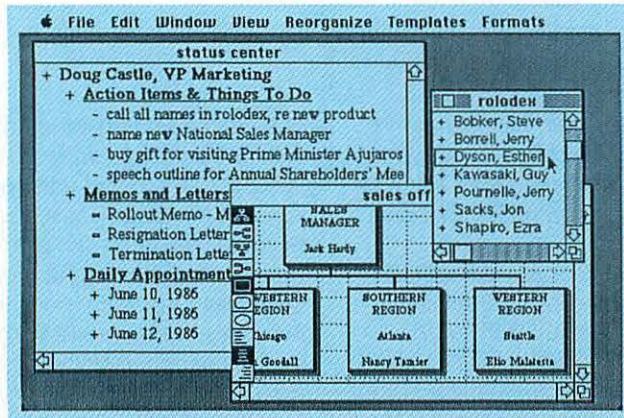 File Edit Window View Reorganize Templates Formats
status center
+ Doug Castle, VP Marketing
+ Action Items & Things To Do
- call all names in rolodex, re new product
- name new National Sales Manager
- buy gift for visiting Prime Minister Ajujaros
- speech outline for Annual Shareholders' Mee
+ Memos and Letters
= Rollout Memo - M
= Resignation Letter
= Termination Letter
+ Daily Appointment
+ June 10, 1986
+ June 11, 1986
+ June 12, 1986
rolodex
+ Bobker, Steve
+ Borrell, Jerry
+ Dyson, Esther
+ Kawasaki, Guy
+ Pournelle, Jerry
+ Sacks, Jon
+ Shapiro, Ezra
sales off
SALES
MANAGER
Jack Hardy
WESTERN
REGION
Chicago
Goodall
SOUTHERN
REGION
Atlanta
Nancy Tamier
WESTERN
REGION
Seattle
Elio Malatesta